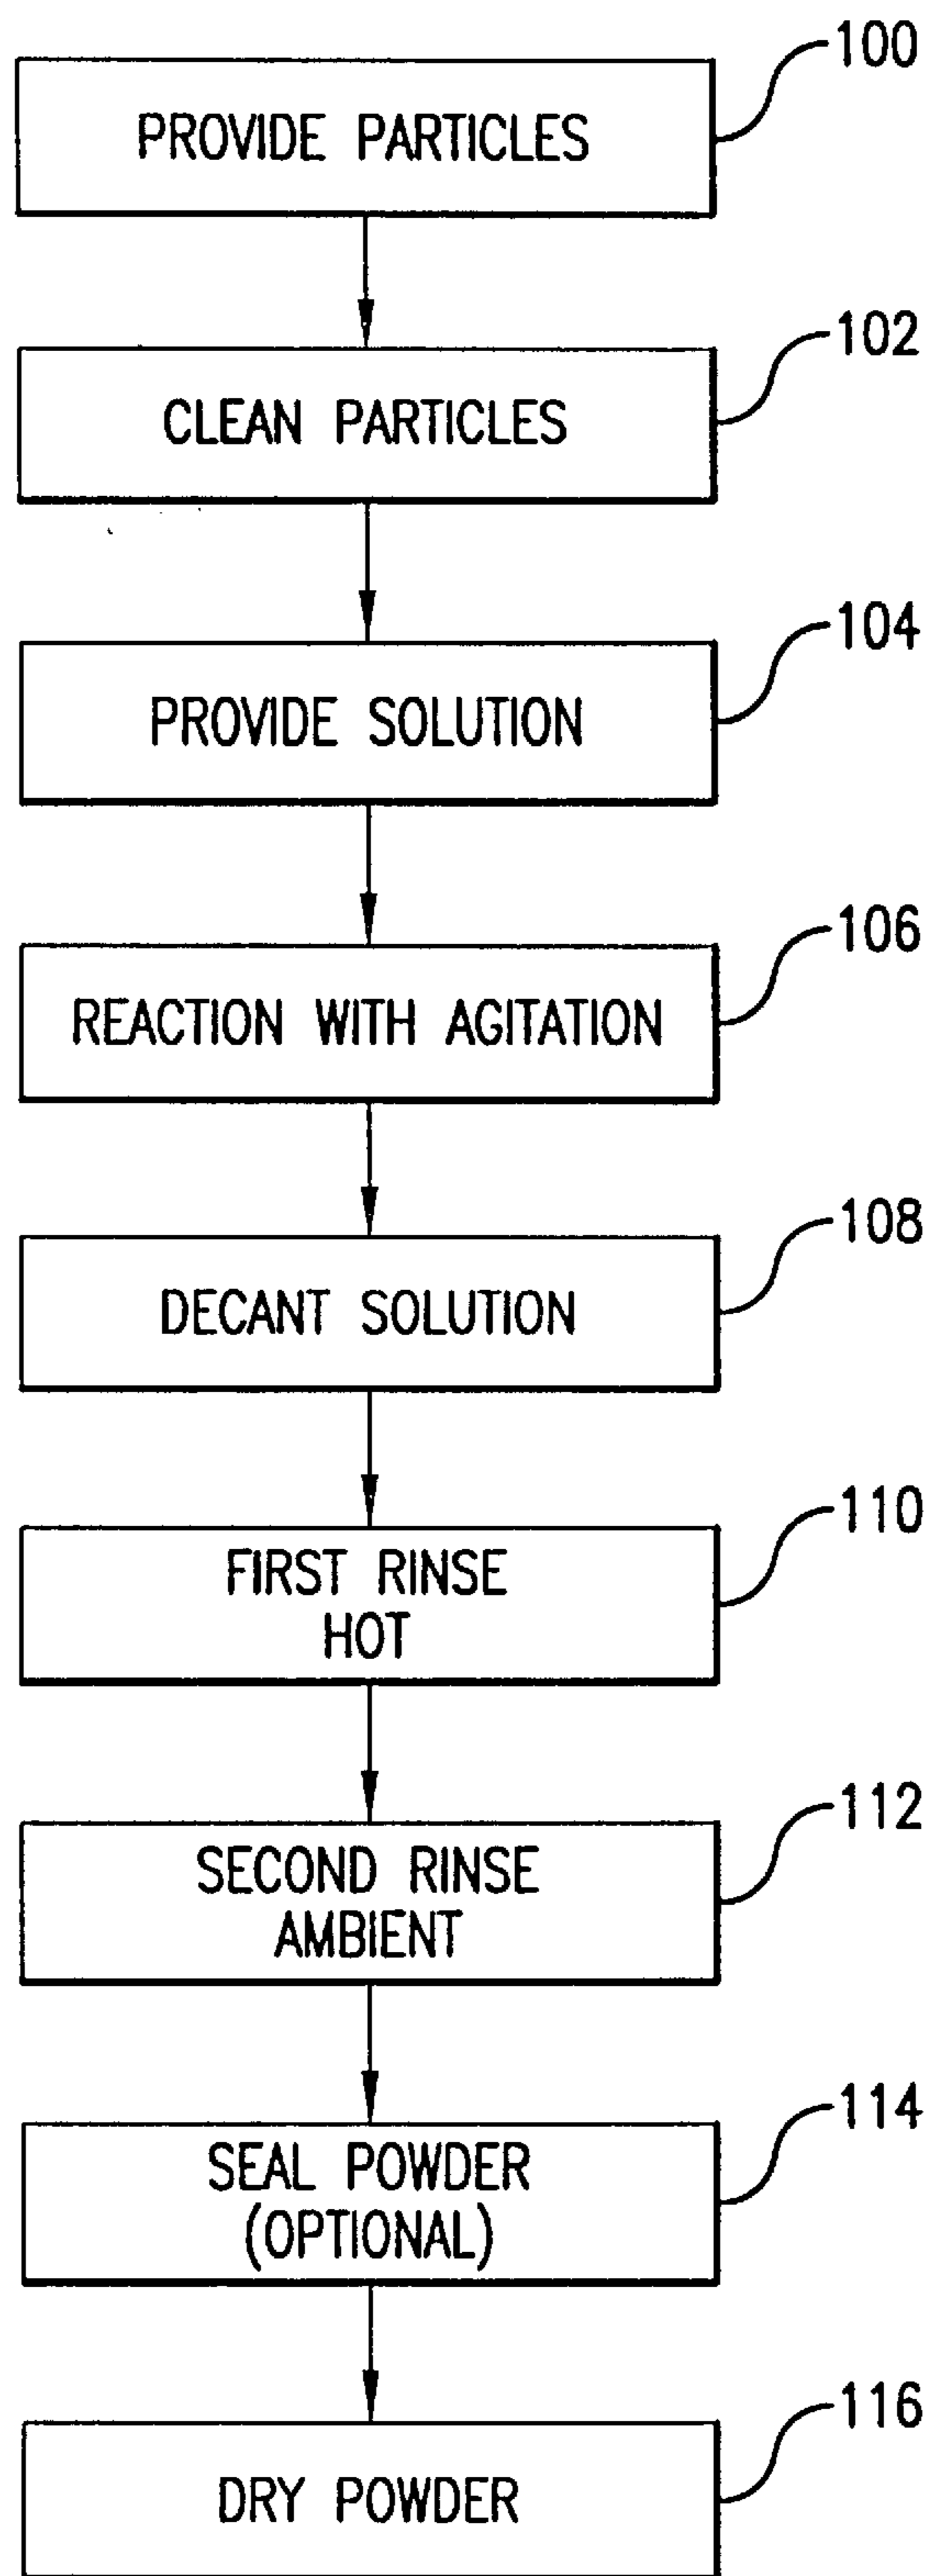 100
PROVIDE PARTICLES
102
CLEAN PARTICLES
104
PROVIDE SOLUTION
106
REACTION WITH AGITATION
108
DECANT SOLUTION
110
FIRST RINSE
HOT
112
SECOND RINSE
AMBIENT
114
SEAL POWDER
(OPTIONAL)
116
DRY POWDER